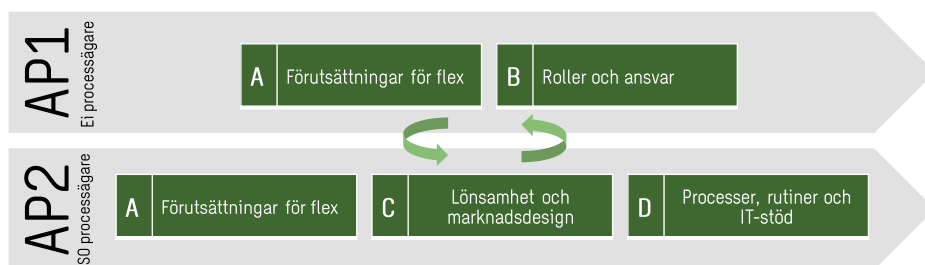 AP1
Ei processägare
A
Förutsättningar för flex
B
Roller och ansvar
AP2
S0 processägare
A
Förutsättningar för flex
C
Lönsamhet och
marknadsdesign
D
Processer, rutiner och
IT-stöd